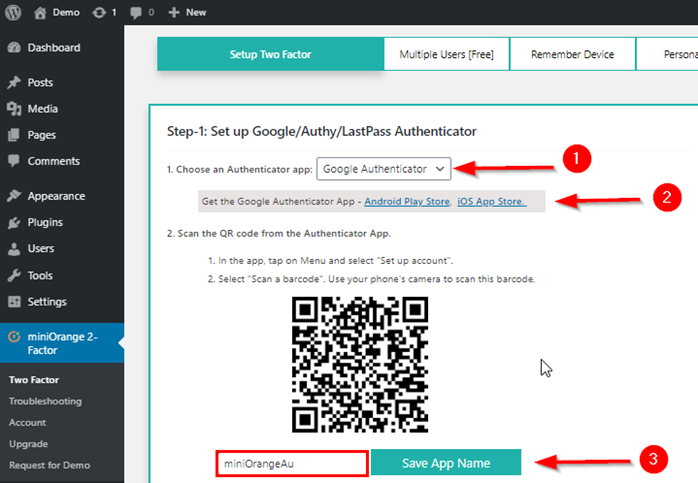 Demo
1
0
New
Dashboard
Posts
Media
Pages
Comments
Appearance
Plugins
Users
Tools
Settings
miniOrange 2-
Factor
Two Factor
Troubleshooting
Account
Upgrade
Request for Demo
Setup Two Factor
Multiple Users [Free]
Remember Device
Persona
Step-1: Set up Google/Authy/LastPass Authenticator
1. Choose an Authenticator app: Google Authenticator
1
Get the Google Authenticator App - Android Play Store, iOS App Store.
2
2. Scan the QR code from the Authenticator App.
1. In the app, tap on Menu and select "Set up account".
2. Select "Scan a barcode". Use your phone's camera to scan this barcode.
miniOrangeAu
Save App Name
3